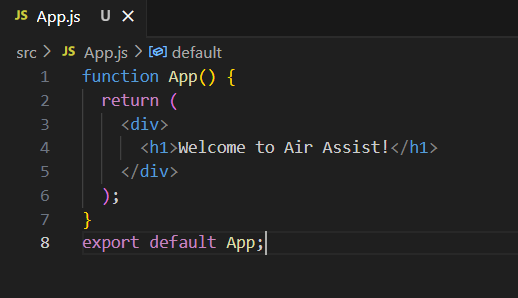 JS App.js U ×
src > JS App.js > default
1 function App() {
2   return (
3     <div>
4       <h1>Welcome to Air Assist!</h1>
5     </div>
6   );
7 }
8 export default App;